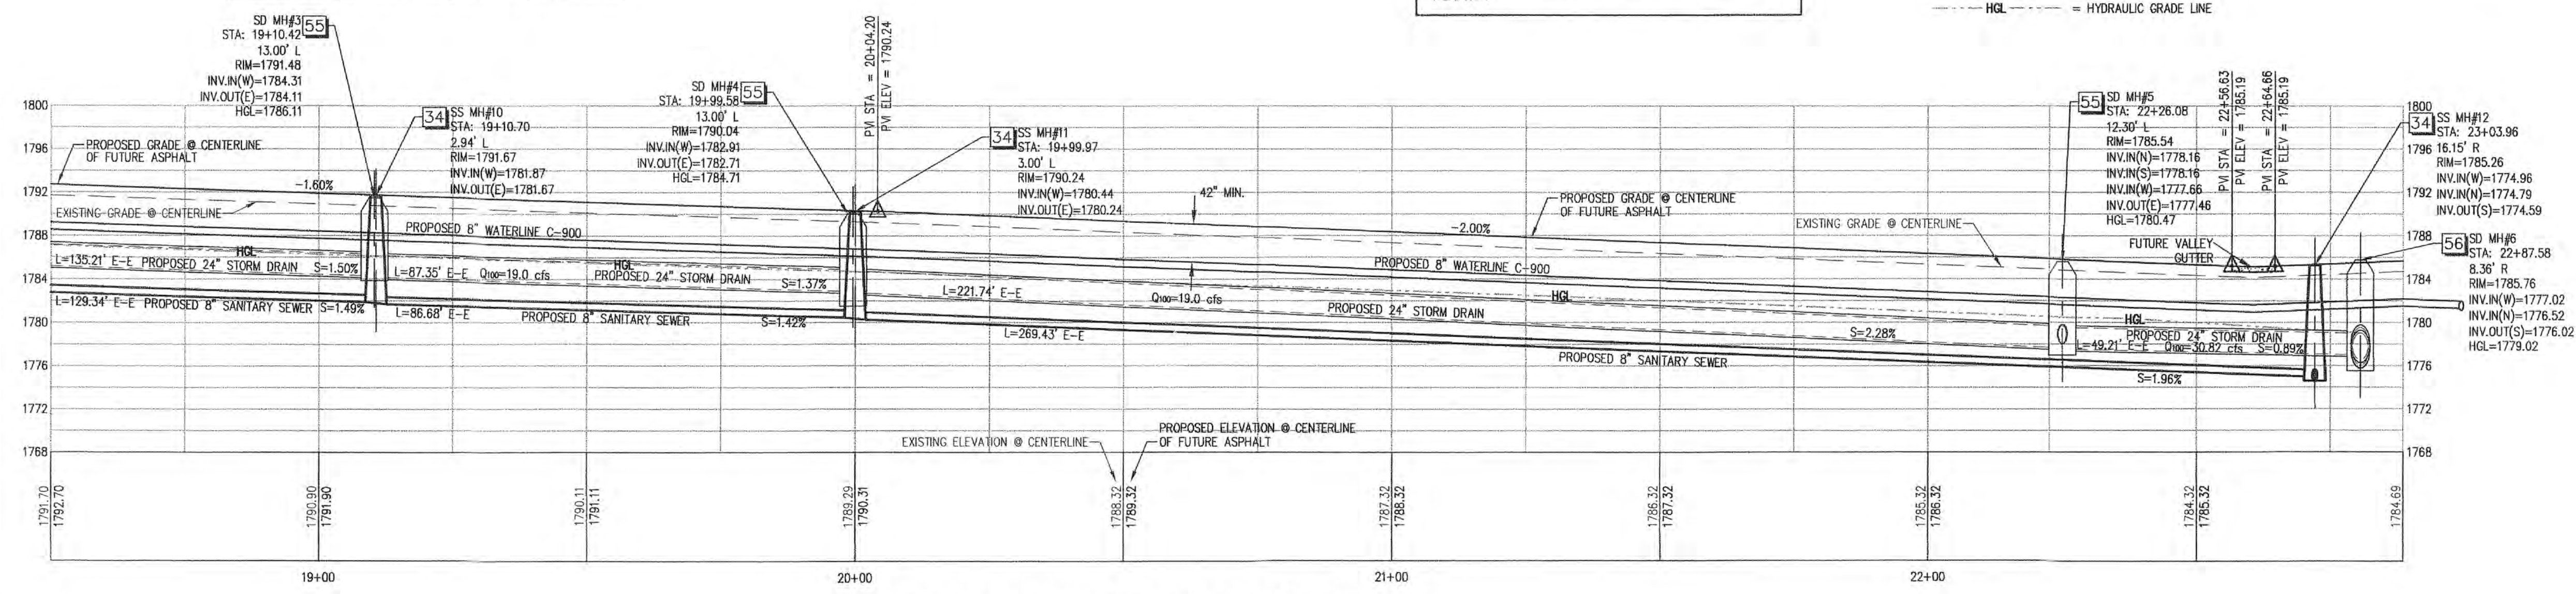 HGL = HYDRAULIC GRADE LINE
SD MH#3
55
STA: 19+10.42
13.00' L
RIM=1791.48
INV.IN(W)=1784.31
INV.OUT(E)=1784.11
HGL=1786.11
34
SS MH#10
STA: 19+10.70
2.94' L
RIM=1791.67
INV.IN(W)=1781.87
INV.OUT(E)=1781.67
SD MH#4
55
STA: 19+99.58
13.00' L
RIM=1790.04
INV.IN(W)=1782.91
INV.OUT(E)=1782.71
HGL=1784.71
PVI STA = 20+04.20
PVI ELEV = 1790.24
34
SS MH#11
STA: 19+99.97
3.00' L
RIM=1790.24
INV.IN(W)=1780.44
INV.OUT(E)=1780.24
55
SD MH#5
STA: 22+26.08
12.30' L
RIM=1785.54
INV.IN(N)=1778.16
INV.IN(S)=1778.16
INV.IN(W)=1777.66
INV.OUT(E)=1777.46
HGL=1780.47
PVI STA = 22+56.63
PVI ELEV = 1785.19
PVI STA = 22+64.66
PVI ELEV = 1785.19
34
SS MH#12
STA: 23+03.96
16.15' R
RIM=1785.26
INV.IN(W)=1774.96
INV.IN(N)=1774.79
INV.OUT(S)=1774.59
56
SD MH#6
STA: 22+87.58
8.36' R
RIM=1785.76
INV.IN(W)=1777.02
INV.IN(N)=1776.52
INV.OUT(S)=1776.02
HGL=1779.02
1800
1796
1792
1788
1784
1780
1776
1772
1768
1800
1796
1792
1788
1784
1780
1776
1772
1768
PROPOSED GRADE @ CENTERLINE
OF FUTURE ASPHALT
-1.60%
EXISTING GRADE @ CENTERLINE
PROPOSED 8" WATERLINE C-900
HGL
L=135.21' E-E PROPOSED 24" STORM DRAIN S=1.50%
L=129.34' E-E PROPOSED 8" SANITARY SEWER S=1.49%
L=87.35' E-E Q100=19.0 cfs
HGL
PROPOSED 24" STORM DRAIN
S=1.37%
L=86.68' E-E
PROPOSED 8" SANITARY SEWER
S=1.42%
42" MIN.
PROPOSED GRADE @ CENTERLINE
OF FUTURE ASPHALT
-2.00%
EXISTING GRADE @ CENTERLINE
FUTURE VALLEY
GUTTER
PROPOSED 8" WATERLINE C-900
L=221.74' E-E
Q100=19.0 cfs
HGL
PROPOSED 24" STORM DRAIN
S=2.28%
L=269.43' E-E
PROPOSED 8" SANITARY SEWER
S=1.96%
HGL
PROPOSED 24" STORM DRAIN
L=49.21' E-E Q100=30.82 cfs S=0.89%
EXISTING ELEVATION @ CENTERLINE
PROPOSED ELEVATION @ CENTERLINE
OF FUTURE ASPHALT
1791.70
1792.70
1790.90
1791.90
1790.11
1791.11
1789.29
1790.31
1788.32
1789.32
1787.32
1788.32
1786.32
1787.32
1785.32
1786.32
1784.32
1785.32
1784.69
19+00
20+00
21+00
22+00